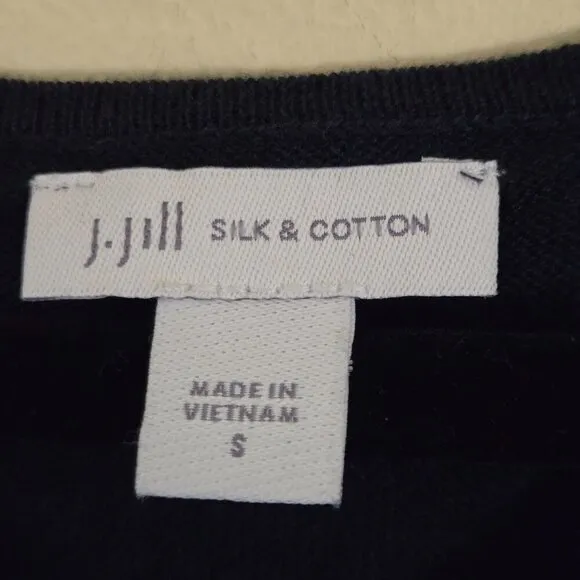 J.Jill SILK & COTTON
MADE IN
VIETNAM
S